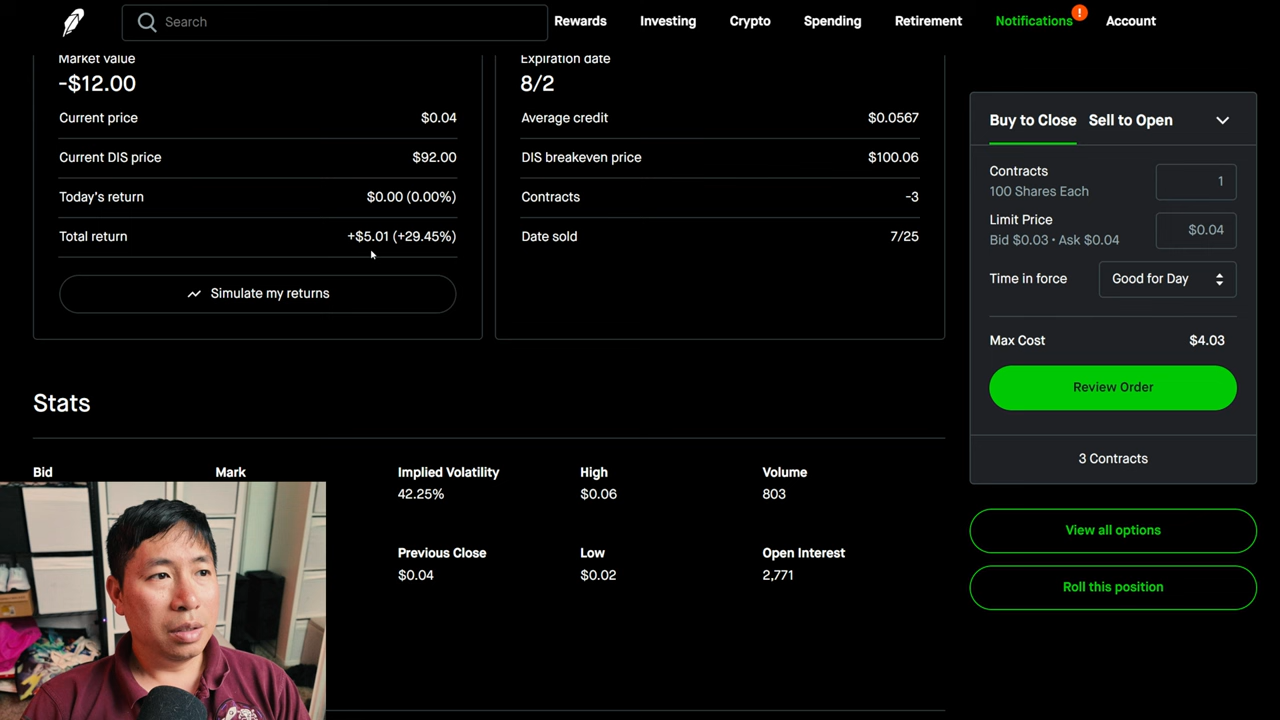 Search
Rewards
Investing
Crypto
Spending
Retirement
Notifications
!
Account
Market value
-$12.00
Current price $0.04
Current DIS price $92.00
Today's return $0.00 (0.00%)
Total return +$5.01 (+29.45%)
Simulate my returns
Expiration date
8/2
Average credit $0.0567
DIS breakeven price $100.06
Contracts -3
Date sold 7/25
Buy to Close Sell to Open
Contracts 1
100 Shares Each
Limit Price $0.04
Bid $0.03 • Ask $0.04
Time in force Good for Day
Max Cost $4.03
Review Order
3 Contracts
View all options
Roll this position
Stats
Bid Mark Implied Volatility High Volume
42.25% $0.06 803
Previous Close Low Open Interest
$0.04 $0.02 2,771